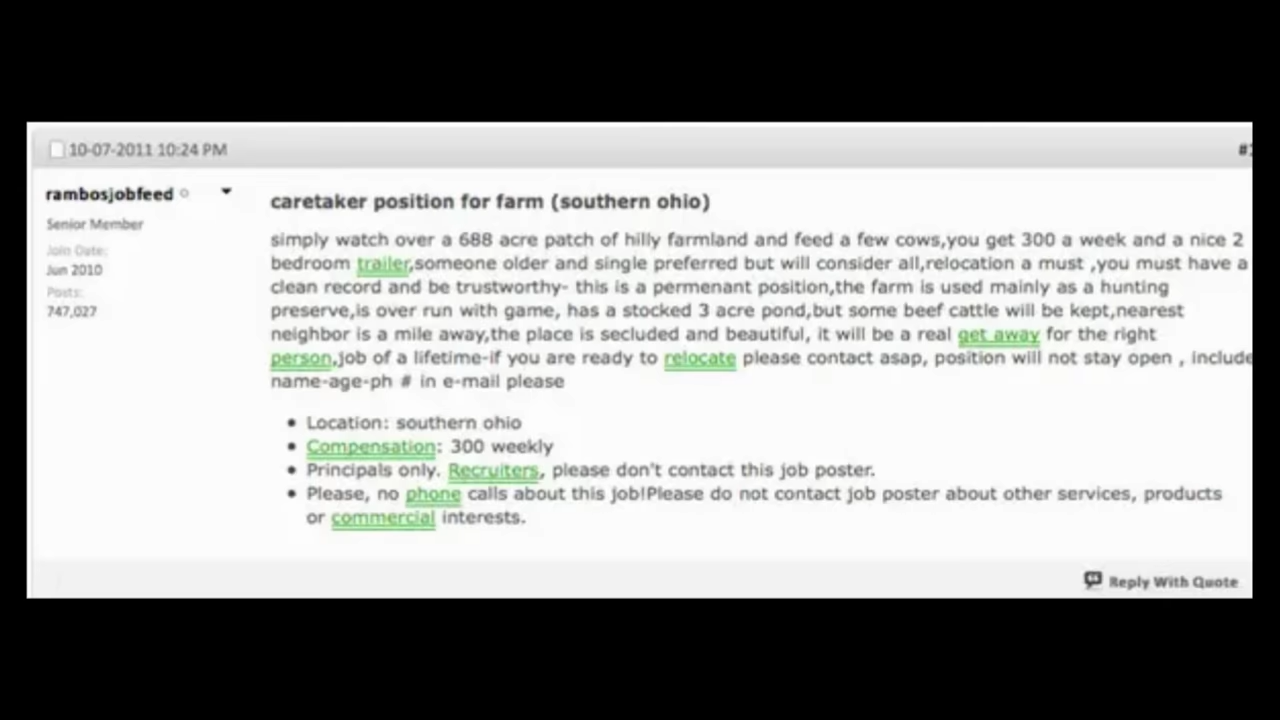 10-07-2011 10:24 PM
rambosjobfeed
Senior Member
Join Date:
Jun 2010
Posts:
747,027
caretaker position for farm (southern ohio)
simply watch over a 688 acre patch of hilly farmland and feed a few cows,you get 300 a week and a nice 2
bedroom trailer,someone older and single preferred but will consider all,relocation a must ,you must have a
clean record and be trustworthy- this is a permenant position,the farm is used mainly as a hunting
preserve,is over run with game, has a stocked 3 acre pond,but some beef cattle will be kept,nearest
neighbor is a mile away,the place is secluded and beautiful, it will be a real get away for the right
person,job of a lifetime-if you are ready to relocate please contact asap, position will not stay open , include
name-age-ph # in e-mail please
• Location: southern ohio
• Compensation: 300 weekly
• Principals only. Recruiters, please don't contact this job poster.
• Please, no phone calls about this job!Please do not contact job poster about other services, products
or commercial interests.
Reply With Quote